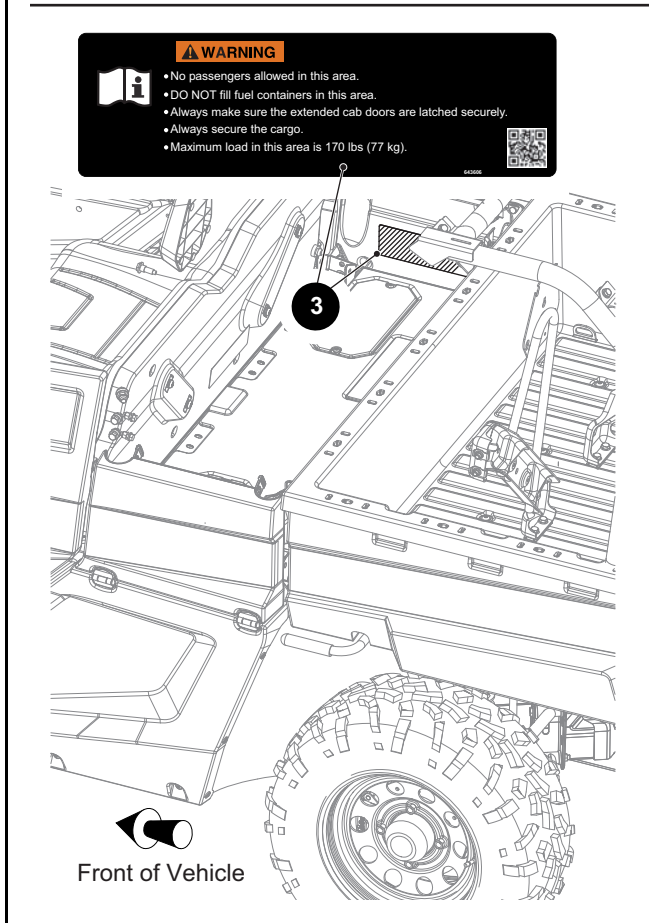 WARNING
• No passengers allowed in this area.
• DO NOT fill fuel containers in this area.
• Always make sure the extended cab doors are latched securely.
• Always secure the cargo.
• Maximum load in this area is 170 lbs (77 kg).
643606
3
Front of Vehicle